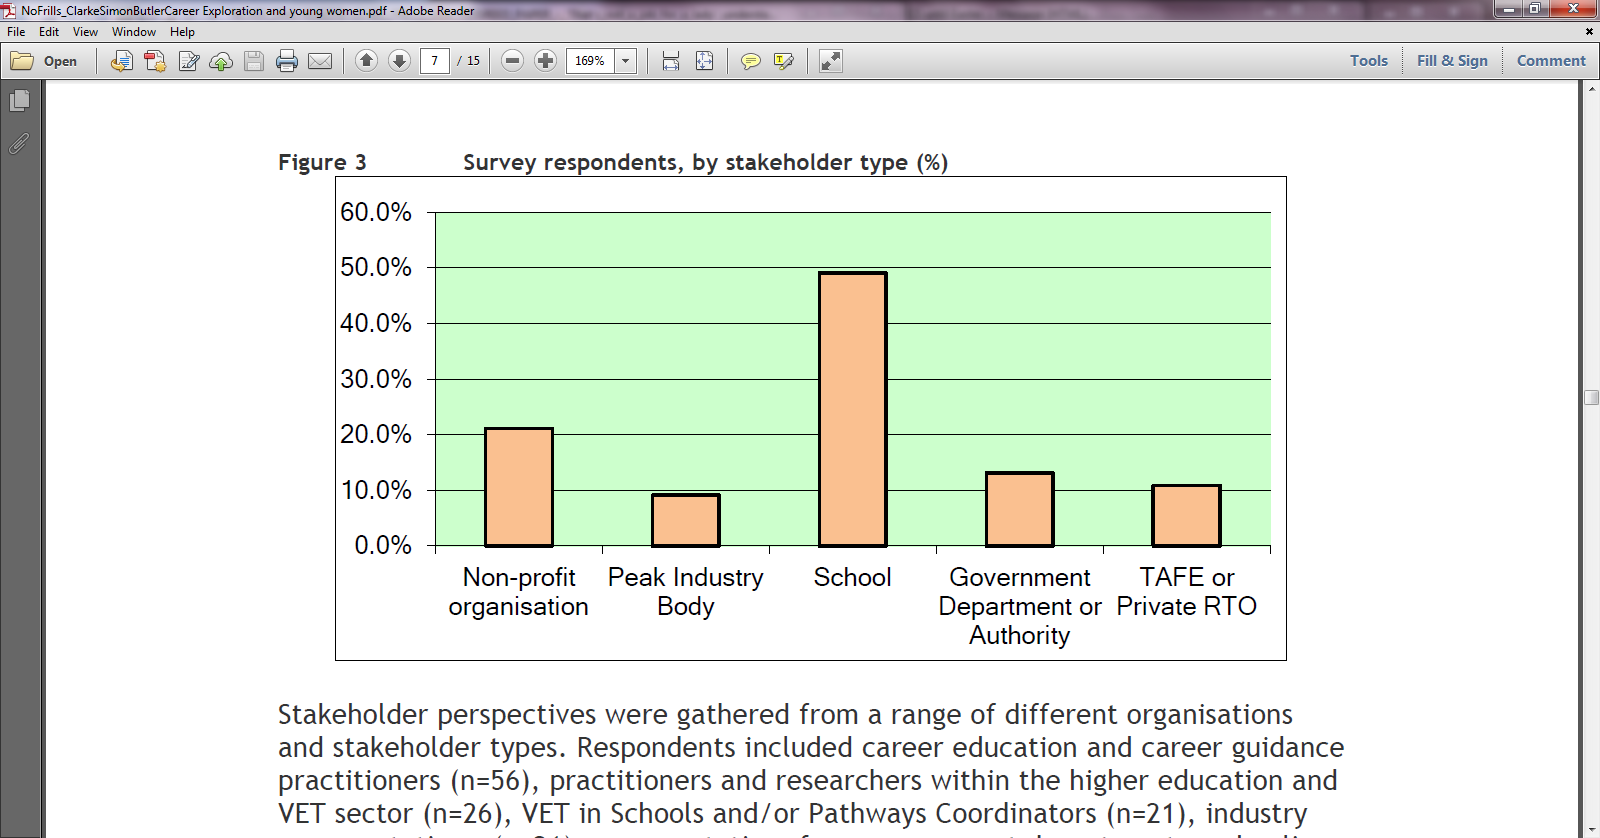 NoFrills_ClarkeSimonButlerCareer Exploration and young women.pdf - Adobe Reader
File Edit View Window Help
Open 7 / 15 169% Tools Fill & Sign Comment
Figure 3 Survey respondents, by stakeholder type (%)
60.0%
50.0%
40.0%
30.0%
20.0%
10.0%
0.0%
Non-profit organisation
Peak Industry Body
School
Government Department or Authority
TAFE or Private RTO
Stakeholder perspectives were gathered from a range of different organisations
and stakeholder types. Respondents included career education and career guidance
practitioners (n=56), practitioners and researchers within the higher education and
VET sector (n=26), VET in Schools and/or Pathways Coordinators (n=21), industry